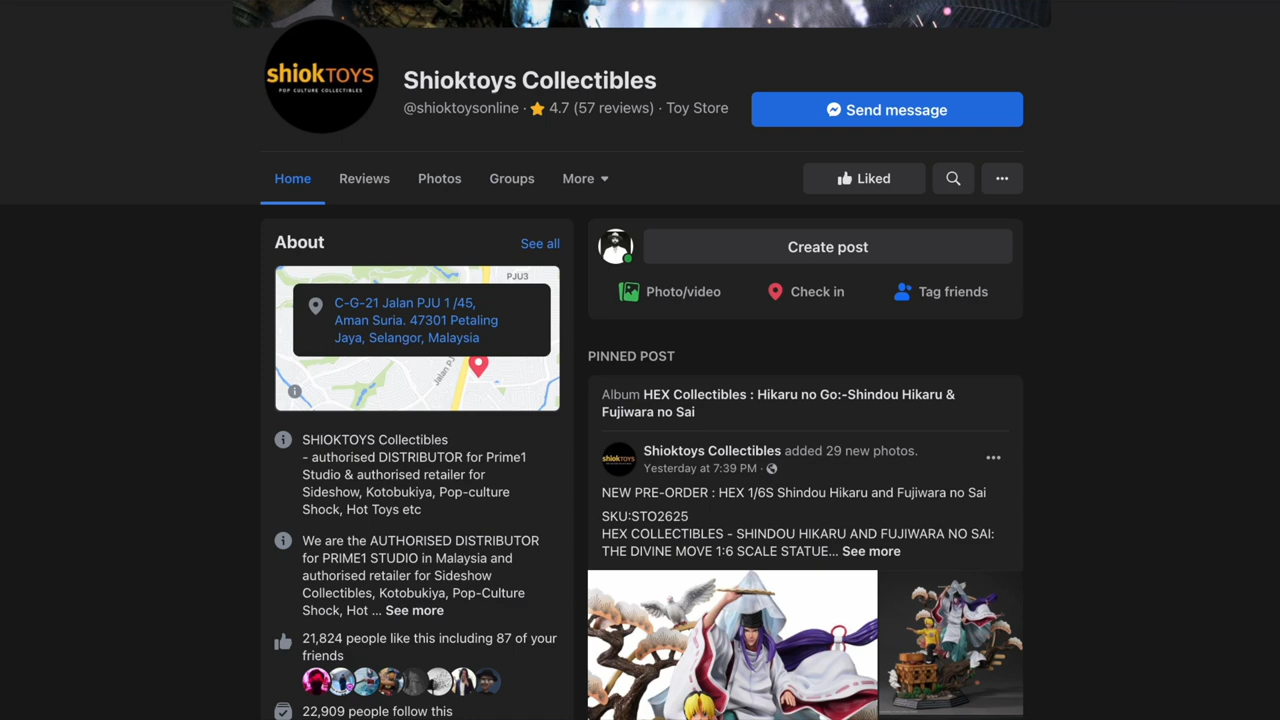 shiokTOYS
POP CULTURE COLLECTIBLES
Shioktoys Collectibles
@shioktoysonline · 4.7 (57 reviews) · Toy Store
Send message
Home
Reviews
Photos
Groups
More
Liked
About
See all
PJU3
C-G-21 Jalan PJU 1 /45,
Aman Suria. 47301 Petaling
Jaya, Selangor, Malaysia
Jalan PJ
SHIOKTOYS Collectibles
- authorised DISTRIBUTOR for Prime1
Studio & authorised retailer for
Sideshow, Kotobukiya, Pop-culture
Shock, Hot Toys etc
We are the AUTHORISED DISTRIBUTOR
for PRIME1 STUDIO in Malaysia and
authorised retailer for Sideshow
Collectibles, Kotobukiya, Pop-Culture
Shock, Hot ... See more
21,824 people like this including 87 of your
friends
22,909 people follow this
Create post
Photo/video
Check in
Tag friends
PINNED POST
Album HEX Collectibles : Hikaru no Go:-Shindou Hikaru &
Fujiwara no Sai
shiokTOYS
Shioktoys Collectibles added 29 new photos.
Yesterday at 7:39 PM ·
NEW PRE-ORDER : HEX 1/6S Shindou Hikaru and Fujiwara no Sai
SKU:STO2625
HEX COLLECTIBLES - SHINDOU HIKARU AND FUJIWARA NO SAI:
THE DIVINE MOVE 1:6 SCALE STATUE... See more